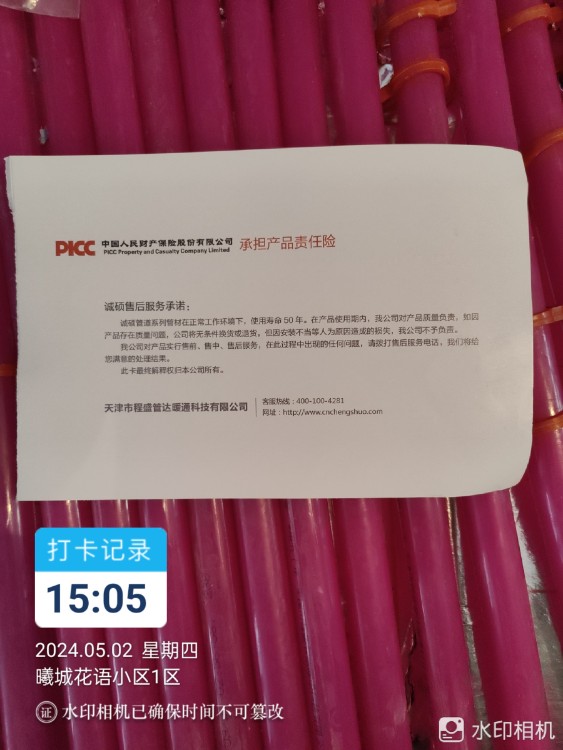 PICC 中国人民财产保险股份有限公司 承担产品责任险
PICC Property and Casualty Company Limited
诚硕售后服务承诺：
诚硕管道系列管材在正常工作环境下，使用寿命50年。在产品使用期内，我公司对产品质量负责，如因
产品存在质量问题，公司将无条件换货或退货。但因安装不当等人为原因造成的损失，我公司不予负责。
我公司对产品实行售前、售中、售后服务，在此过程中出现的任何问题，请拨打售后服务电话，我们将给
您满意的处理结果。
此卡最终解释权归本公司所有。
天津市程盛管达暖通科技有限公司
客服热线：400-100-4281
网址：http://www.cnchengshuo.com
打卡记录
15:05
2024.05.02 星期四
曦城花语小区1区
证 水印相机已确保时间不可篡改
水印相机